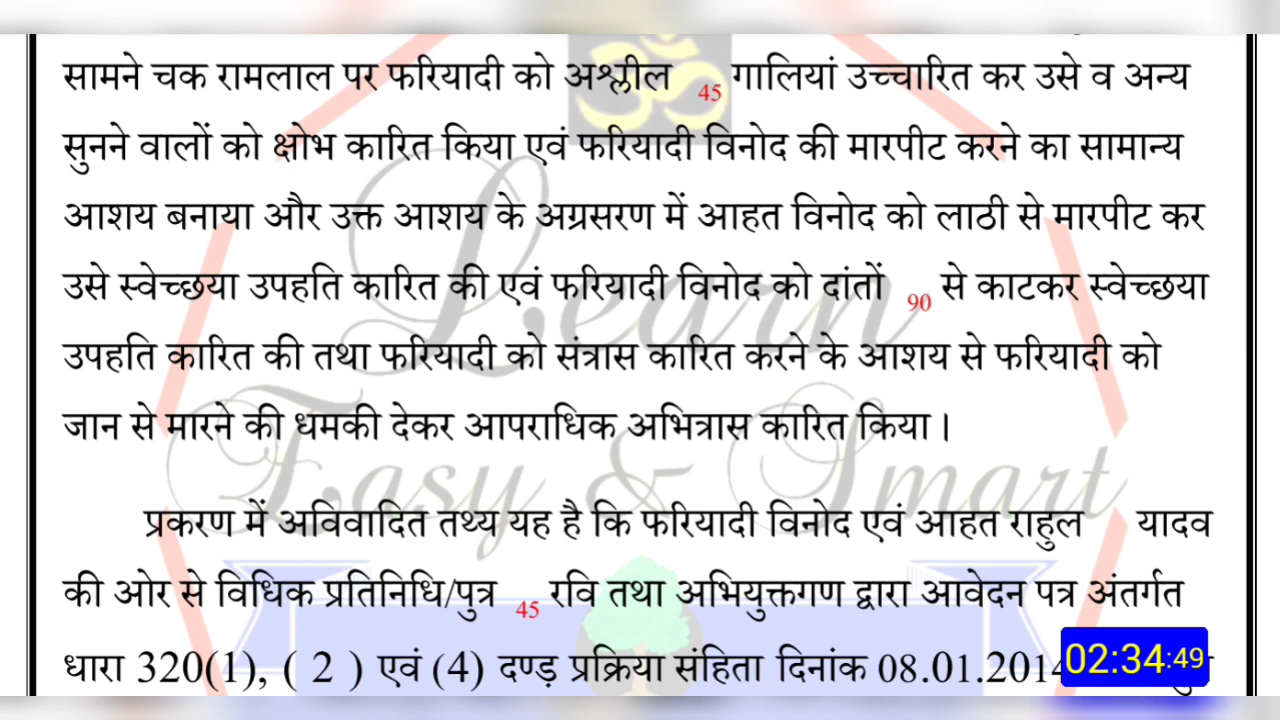 सामने चक रामलाल पर फरियादी को अश्लील 45 गालियां उच्चारित कर उसे व अन्य
सुनने वालों को क्षोभ कारित किया एवं फरियादी विनोद की मारपीट करने का सामान्य
आशय बनाया और उक्त आशय के अग्रसरण में आहत विनोद को लाठी से मारपीट कर
उसे स्वेच्छया उपहति कारित की एवं फरियादी विनोद को दांतों 90 से काटकर स्वेच्छया
उपहति कारित की तथा फरियादी को संत्रास कारित करने के आशय से फरियादी को
जान से मारने की धमकी देकर आपराधिक अभित्रास कारित किया।
प्रकरण में अविवादित तथ्य यह है कि फरियादी विनोद एवं आहत राहुल यादव
की ओर से विधिक प्रतिनिधि/पुत्र 45 रवि तथा अभियुक्तगण द्वारा आवेदन पत्र अंतर्गत
धारा 320(1), ( 2 ) एवं (4) दण्ड़ प्रक्रिया संहिता दिनांक 08.01.2014
02:34:49
ॐ
Learn
Easy & Smart